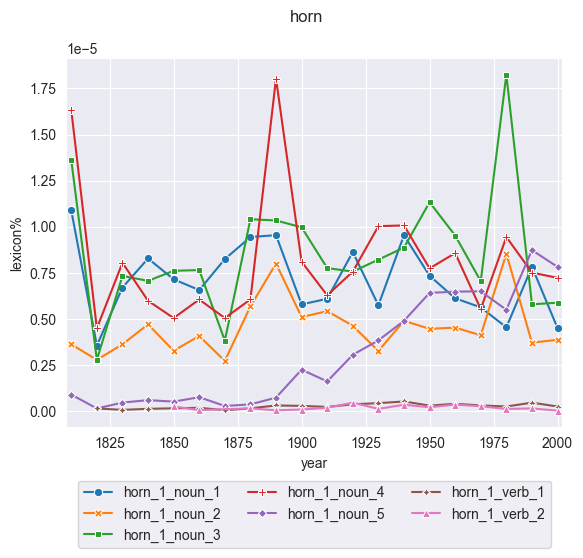 horn
1e−5
1.75
1.50
1.25
1.00
0.75
0.50
0.25
0.00
lexicon%
1825 1850 1875 1900 1925 1950 1975 2000
year
horn_1_noun_1 horn_1_noun_4 horn_1_verb_1
horn_1_noun_2 horn_1_noun_5 horn_1_verb_2
horn_1_noun_3